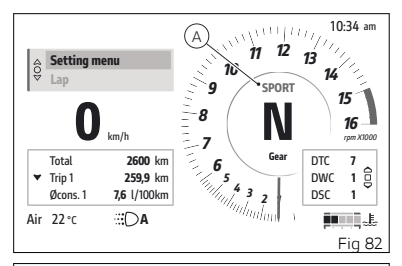 A
10:34 am
Setting menu
Lap
0 km/h
Total 2600 km
Trip 1 259,9 km
Øcons. 1 7,6 l/100km
Air 22 °C
A
SPORT
N
Gear
2
3
4
5
6
7
8
9
10
11
12
13
14
15
16
rpm X1000
DTC 7
DWC 1
DSC 1
Fig 82